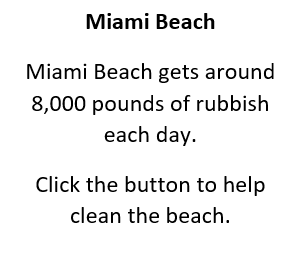 Miami Beach
Miami Beach gets around
8,000 pounds of rubbish
each day.
Click the button to help
clean the beach.